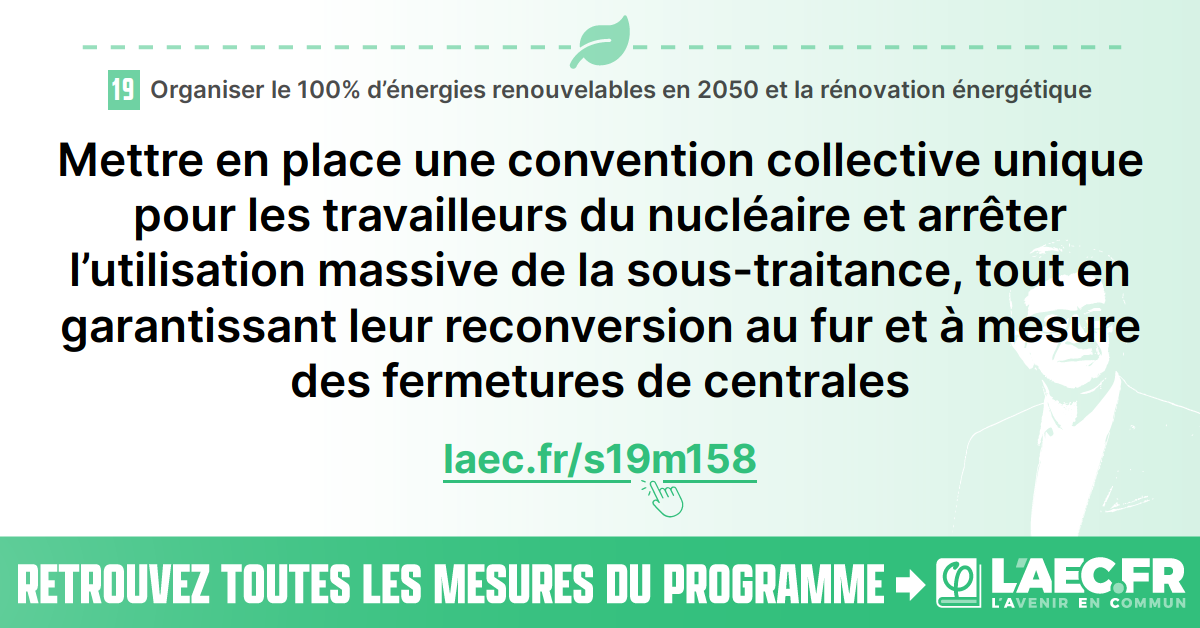 19 Organiser le 100% d’énergies renouvelables en 2050 et la rénovation énergétique
Mettre en place une convention collective unique
pour les travailleurs du nucléaire et arrêter
l’utilisation massive de la sous-traitance, tout en
garantissant leur reconversion au fur et à mesure
des fermetures de centrales
laec.fr/s19m158
RETROUVEZ TOUTES LES MESURES DU PROGRAMME
L'AEC.FR
L'AVENIR EN COMMUN